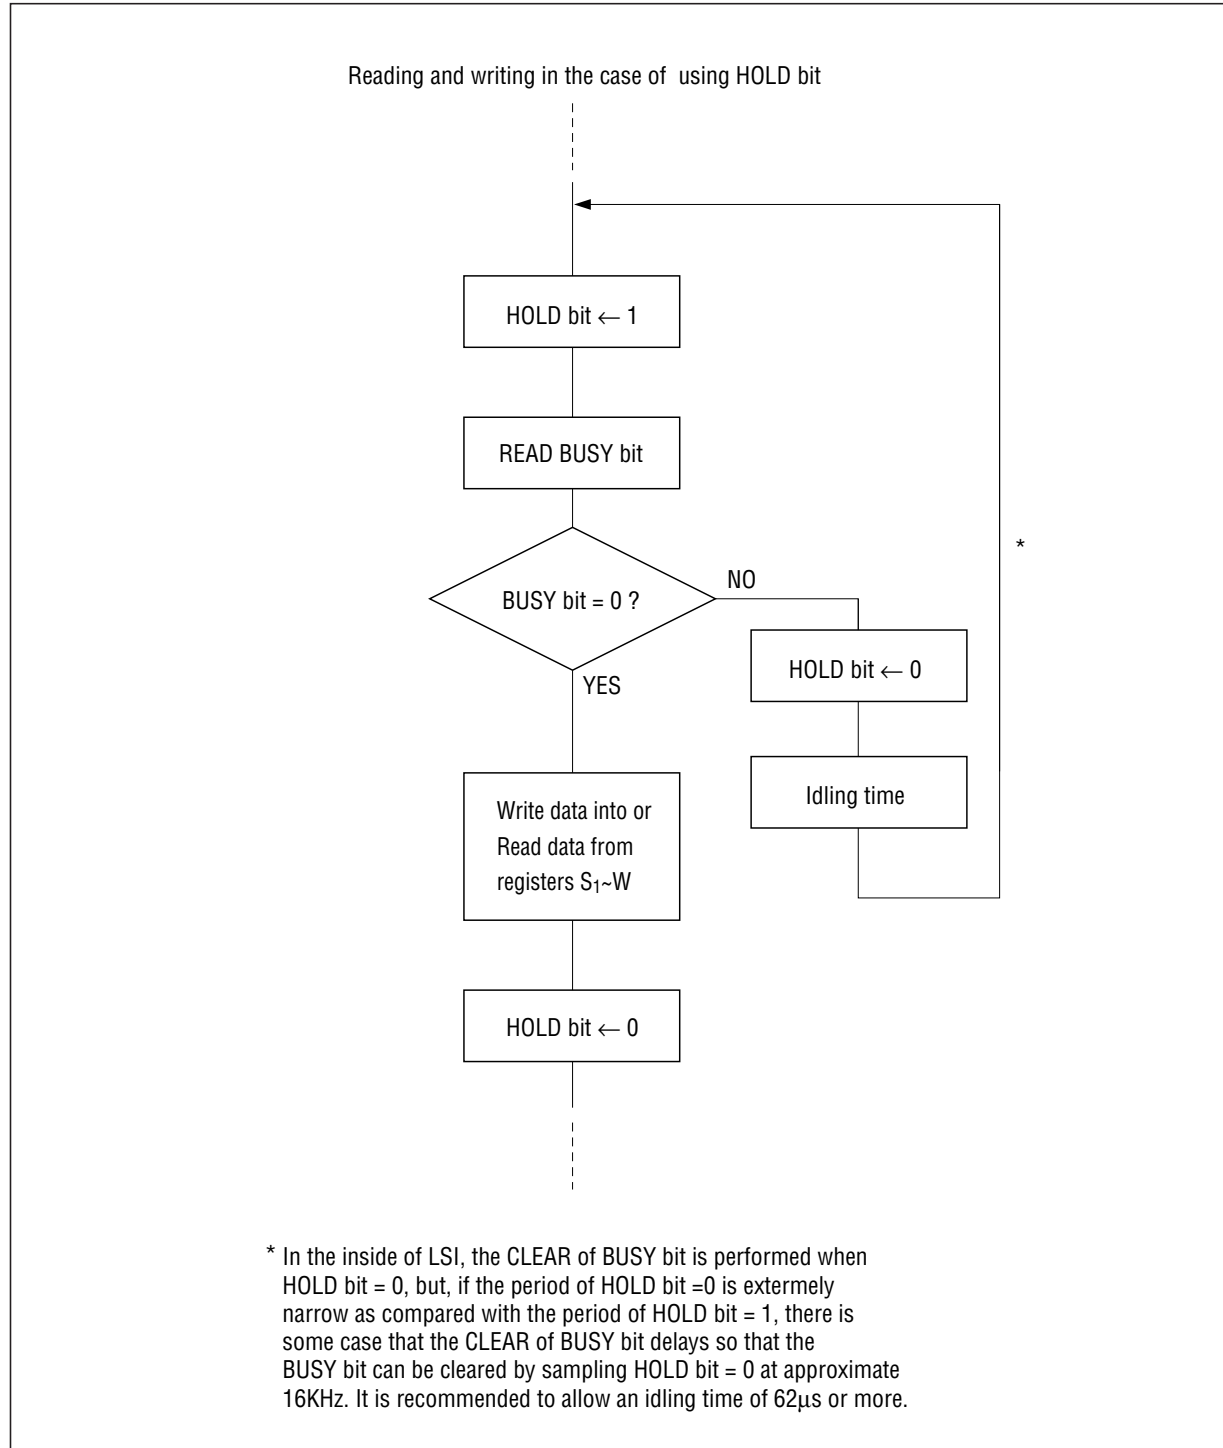 Reading and writing in the case of using HOLD bit
HOLD bit ← 1
READ BUSY bit
*
BUSY bit = 0 ?
NO
HOLD bit ← 0
YES
Idling time
Write data into or
Read data from
registers S₁~W
HOLD bit ← 0
* In the inside of LSI, the CLEAR of BUSY bit is performed when
HOLD bit = 0, but, if the period of HOLD bit =0 is extermely
narrow as compared with the period of HOLD bit = 1, there is
some case that the CLEAR of BUSY bit delays so that the
BUSY bit can be cleared by sampling HOLD bit = 0 at approximate
16KHz. It is recommended to allow an idling time of 62µs or more.